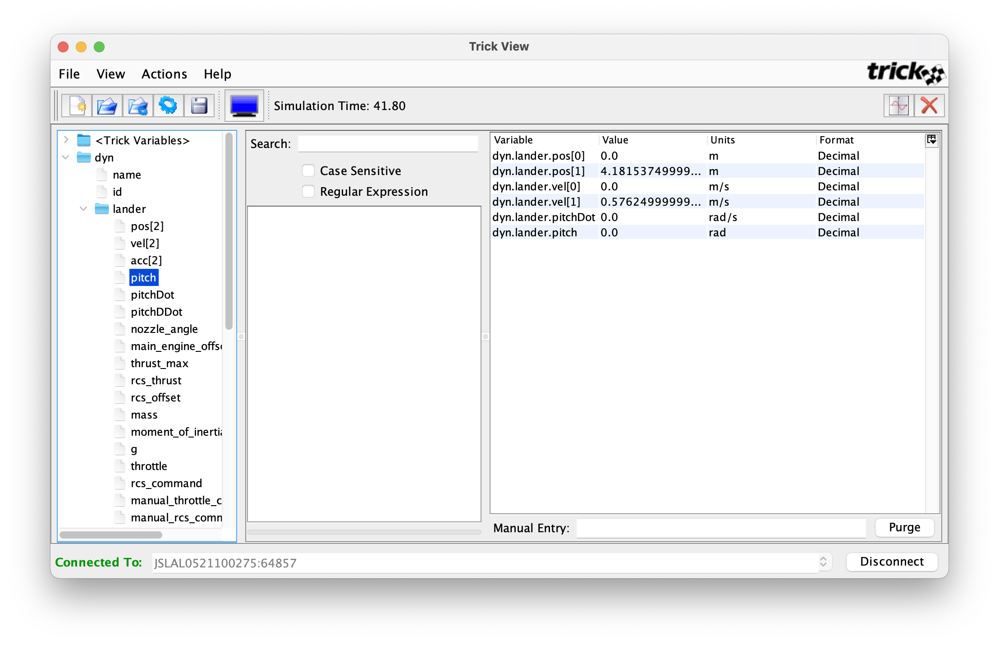 Trick View
File View Actions Help
trick
Simulation Time: 41.80
<Trick Variables>
dyn
name
id
lander
pos[2]
vel[2]
acc[2]
pitch
pitchDot
pitchDDot
nozzle_angle
main_engine_offs
thrust_max
rcs_thrust
rcs_offset
mass
moment_of_inertia
g
throttle
rcs_command
manual_throttle_c
manual_rcs_comm
Search:
Case Sensitive
Regular Expression
Variable Value Units Format
dyn.lander.pos[0] 0.0 m Decimal
dyn.lander.pos[1] 4.18153749999... m Decimal
dyn.lander.vel[0] 0.0 m/s Decimal
dyn.lander.vel[1] 0.57624999999... m/s Decimal
dyn.lander.pitchDot 0.0 rad/s Decimal
dyn.lander.pitch 0.0 rad Decimal
Manual Entry:
Purge
Connected To: JSLAL0521100275:64857
Disconnect